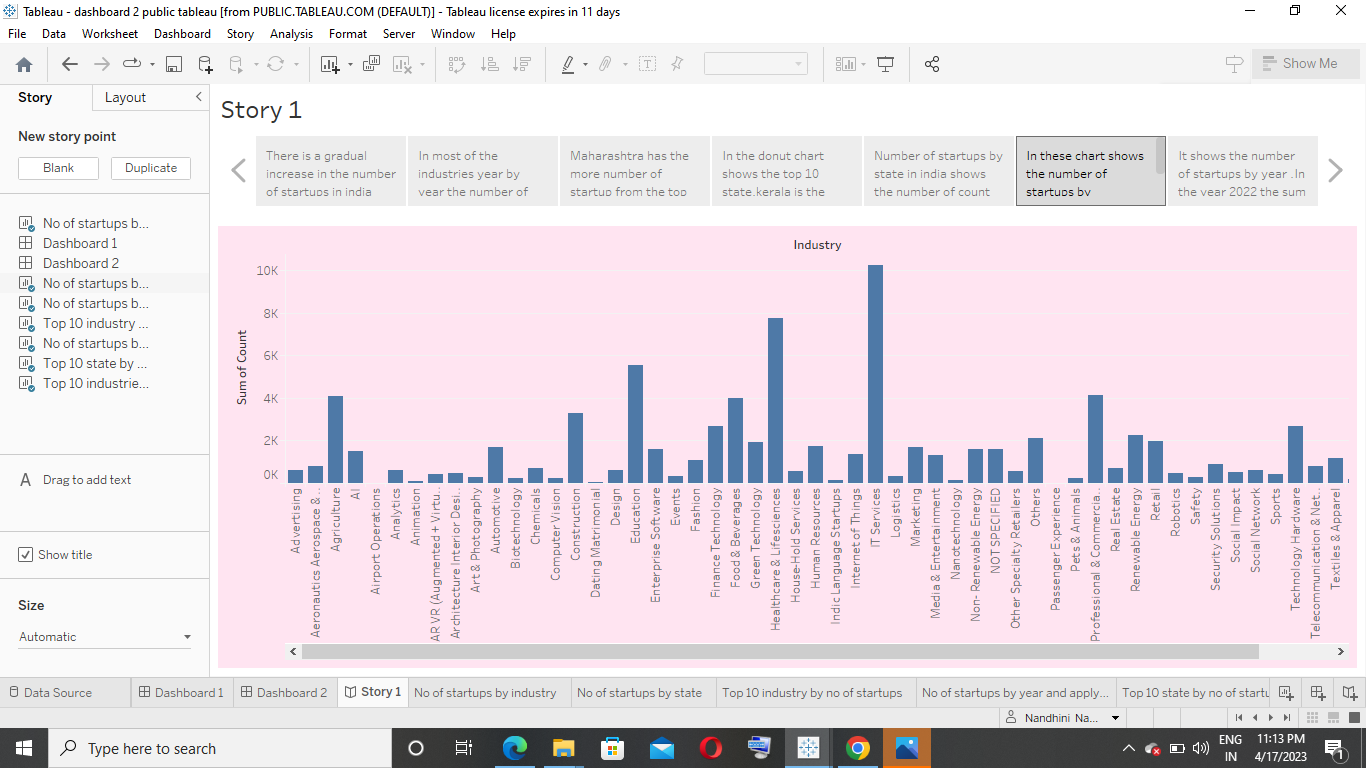 Tableau - dashboard 2 public tableau [from PUBLIC.TABLEAU.COM (DEFAULT)] - Tableau license expires in 11 days
File Data Worksheet Dashboard Story Analysis Format Server Window Help
Show Me
Story Layout
New story point
Blank Duplicate
No of startups b...
Dashboard 1
Dashboard 2
No of startups b...
No of startups b...
Top 10 industry ...
No of startups b...
Top 10 state by ...
Top 10 industrie...
A Drag to add text
Show title
Size
Automatic
Story 1
There is a gradual
increase in the number
of startups in india
In most of the
industries year by
year the number of
Maharashtra has the
more number of
startup from the top
In the donut chart
shows the top 10
state.kerala is the
Number of startups by
state in india shows
the number of count
In these chart shows
the number of
startups by
It shows the number
of startups by year .In
the year 2022 the sum
Industry
Sum of Count
10K
8K
6K
4K
2K
0K
Advertising
Aeronautics Aerospace & ..
Agriculture
AI
Airport Operations
Analytics
Animation
AR VR (Augmented + Virtu..
Architecture Interior Desi..
Art & Photography
Automotive
Biotechnology
Chemicals
Computer Vision
Construction
Dating Matrimonial
Design
Education
Enterprise Software
Events
Fashion
Finance Technology
Food & Beverages
Green Technology
Healthcare & Lifesciences
House-Hold Services
Human Resources
Indic Language Startups
Internet of Things
IT Services
Logistics
Marketing
Media & Entertainment
Nanotechnology
Non- Renewable Energy
NOT SPECIFIED
Other Specialty Retailers
Others
Passenger Experience
Pets & Animals
Professional & Commercia..
Real Estate
Renewable Energy
Retail
Robotics
Safety
Security Solutions
Social Impact
Social Network
Sports
Technology Hardware
Telecommunication & Net..
Textiles & Apparel
Data Source Dashboard 1 Dashboard 2 Story 1 No of startups by industry No of startups by state Top 10 industry by no of startups No of startups by year and apply... Top 10 state by no of startu
Nandhini Na...
Type here to search
ENG
IN
11:13 PM
4/17/2023
1